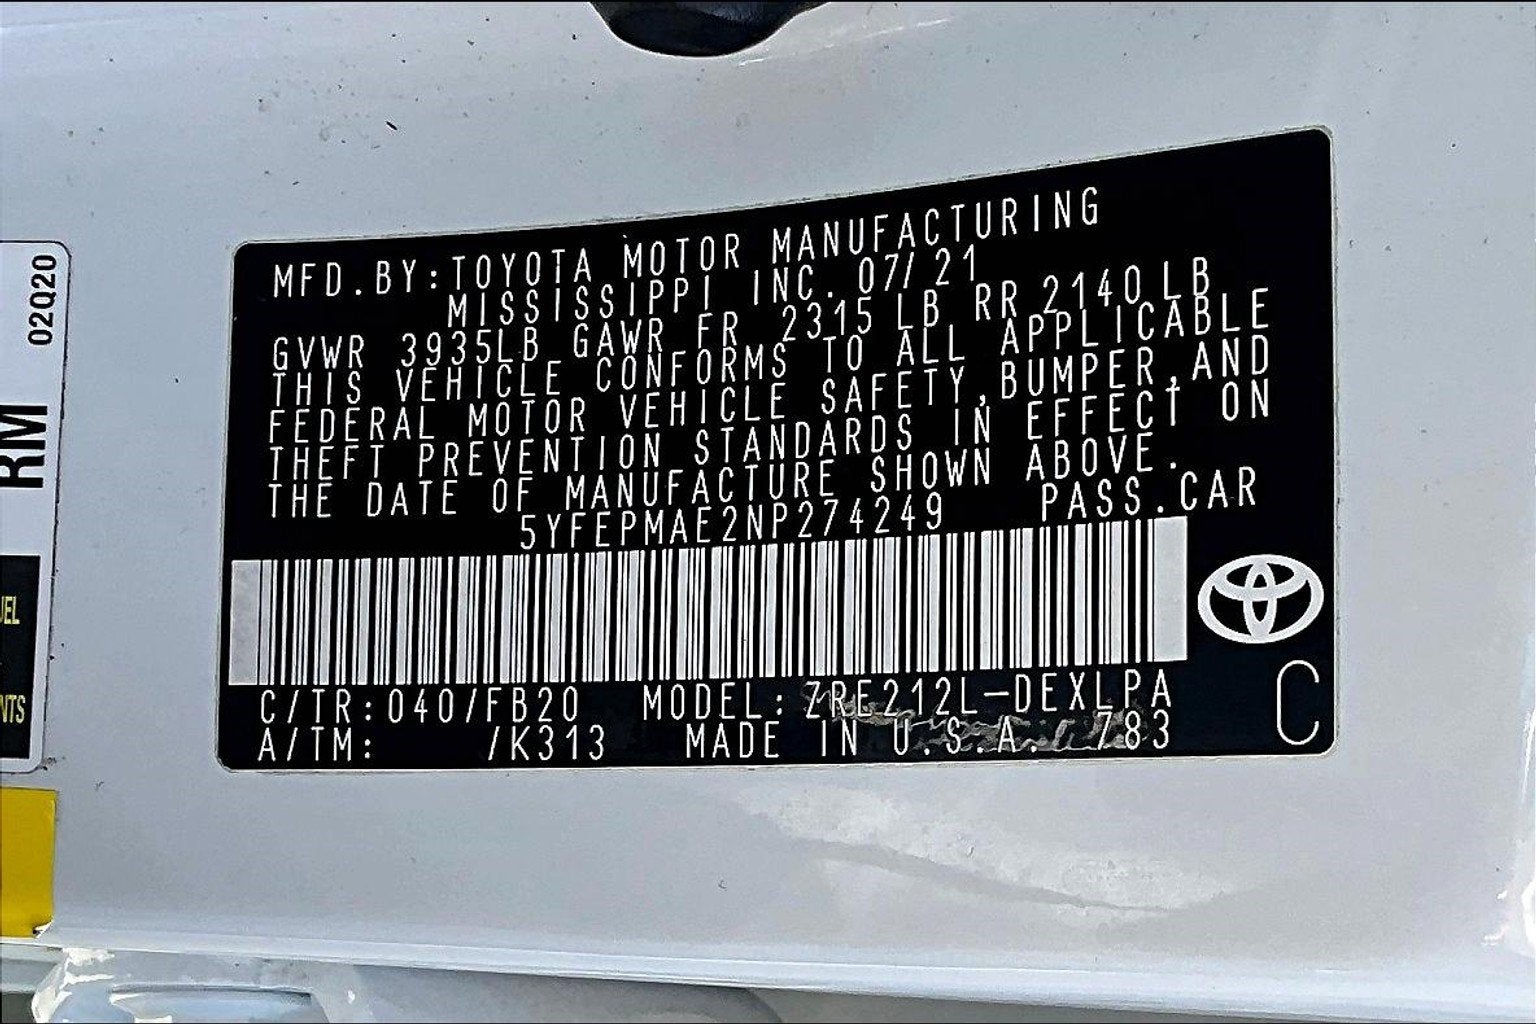 02Q20
RM
MFD.BY:TOYOTA MOTOR MANUFACTURING
MISSISSIPPI INC. 07/21
GVWR 3935LB GAWR FR 2315LB RR 2140LB
THIS VEHICLE CONFORMS TO ALL APPLICABLE
FEDERAL MOTOR VEHICLE SAFETY,BUMPER,AND
THEFT PREVENTION STANDARDS IN EFFECT ON
THE DATE OF MANUFACTURE SHOWN ABOVE.
5YFEPMAE2NP274249 PASS.CAR
C/TR:040/FB20 MODEL:ZRE212L-DEXLPA
A/TM: /K313 MADE IN U.S.A. 783
C